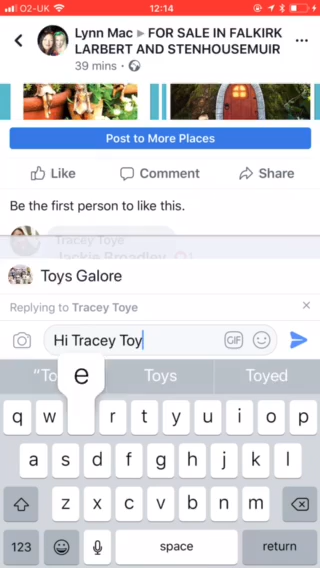 O2-UK 12:14
Lynn Mac ▸ FOR SALE IN FALKIRK
LARBERT AND STENHOUSEMUIR
39 mins ·
Post to More Places
Like Comment Share
Be the first person to like this.
Tracey Toye
Jackie Broadley
Toys Galore
Replying to Tracey Toye ×
Hi Tracey Toy GIF
“To e Toys Toyed
q w r t y u i o p
a s d f g h j k l
z x c v b n m
123 space return